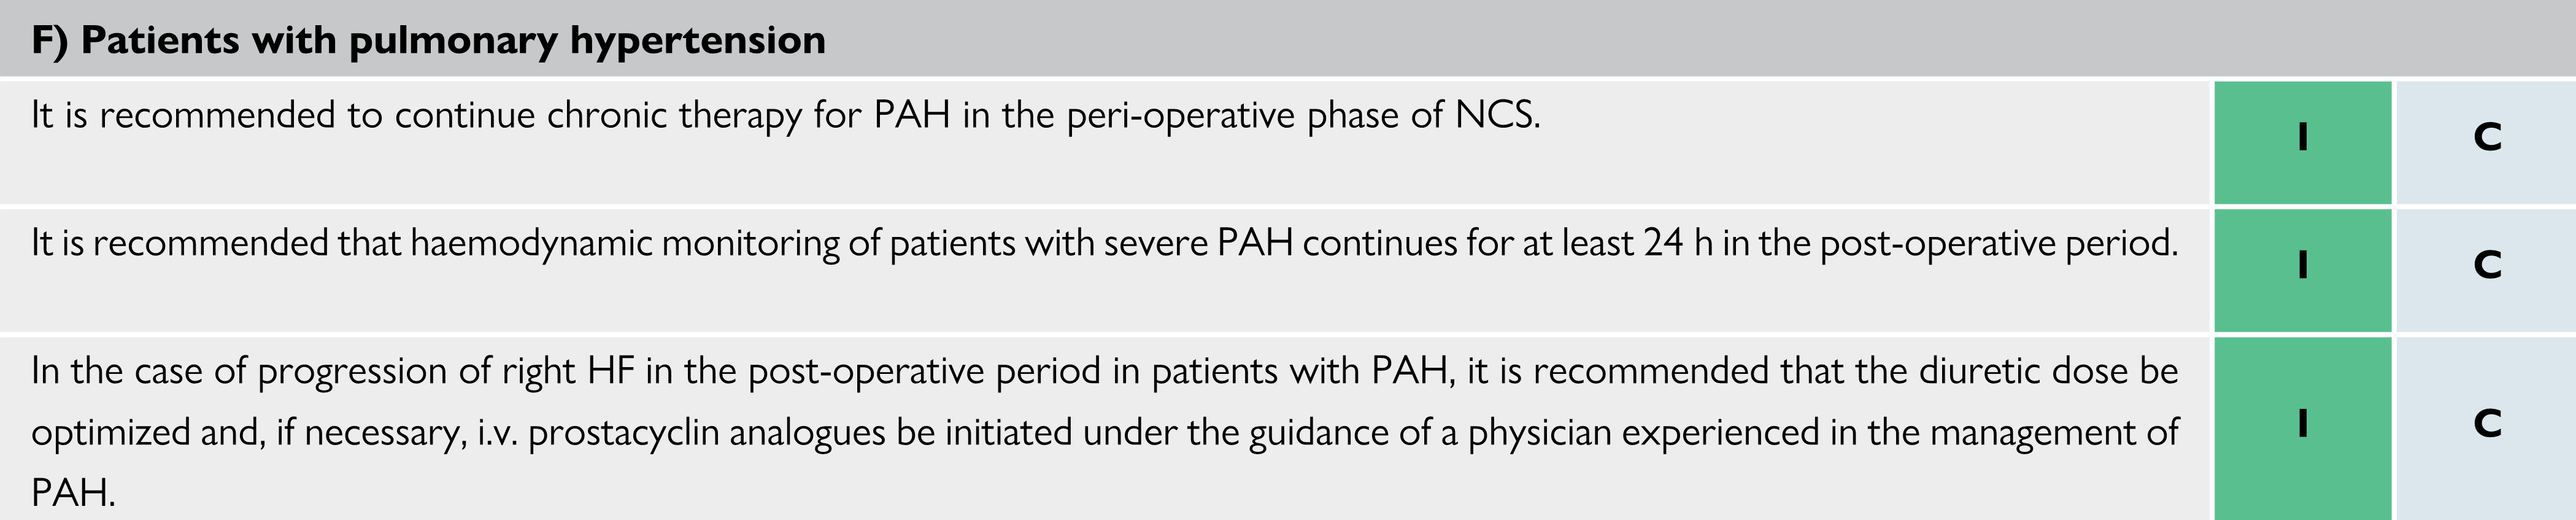 F) Patients with pulmonary hypertension
It is recommended to continue chronic therapy for PAH in the peri-operative phase of NCS.
I
C
It is recommended that haemodynamic monitoring of patients with severe PAH continues for at least 24 h in the post-operative period.
I
C
In the case of progression of right HF in the post-operative period in patients with PAH, it is recommended that the diuretic dose be
optimized and, if necessary, i.v. prostacyclin analogues be initiated under the guidance of a physician experienced in the management of
PAH.
I
C